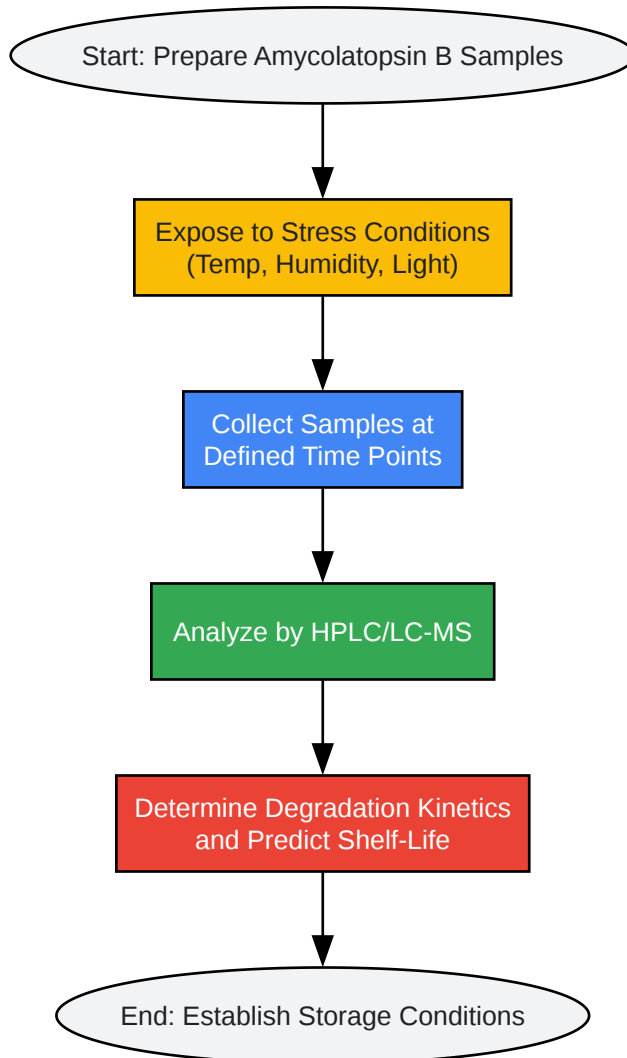 Start: Prepare Amycolatopsin B Samples
Expose to Stress Conditions
(Temp, Humidity, Light)
Collect Samples at
Defined Time Points
Analyze by HPLC/LC-MS
Determine Degradation Kinetics
and Predict Shelf-Life
End: Establish Storage Conditions